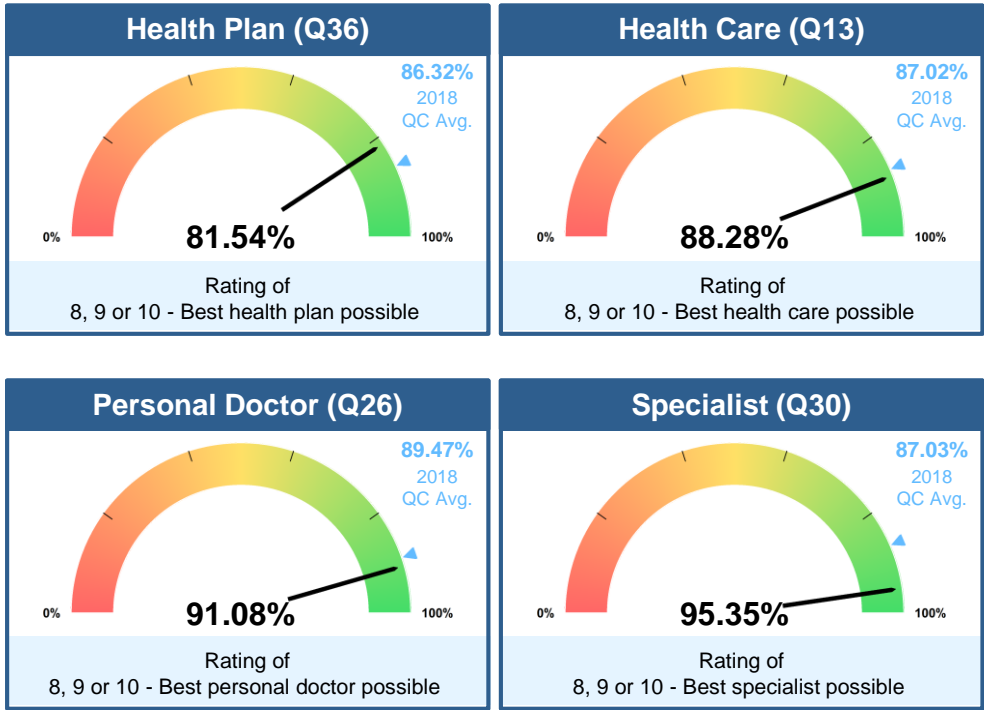 Health Plan (Q36)
86.32%
2018
QC Avg.
0%
81.54%
100%
Rating of
8, 9 or 10 - Best health plan possible
Health Care (Q13)
87.02%
2018
QC Avg.
0%
88.28%
100%
Rating of
8, 9 or 10 - Best health care possible
Personal Doctor (Q26)
89.47%
2018
QC Avg.
0%
91.08%
100%
Rating of
8, 9 or 10 - Best personal doctor possible
Specialist (Q30)
87.03%
2018
QC Avg.
0%
95.35%
100%
Rating of
8, 9 or 10 - Best specialist possible